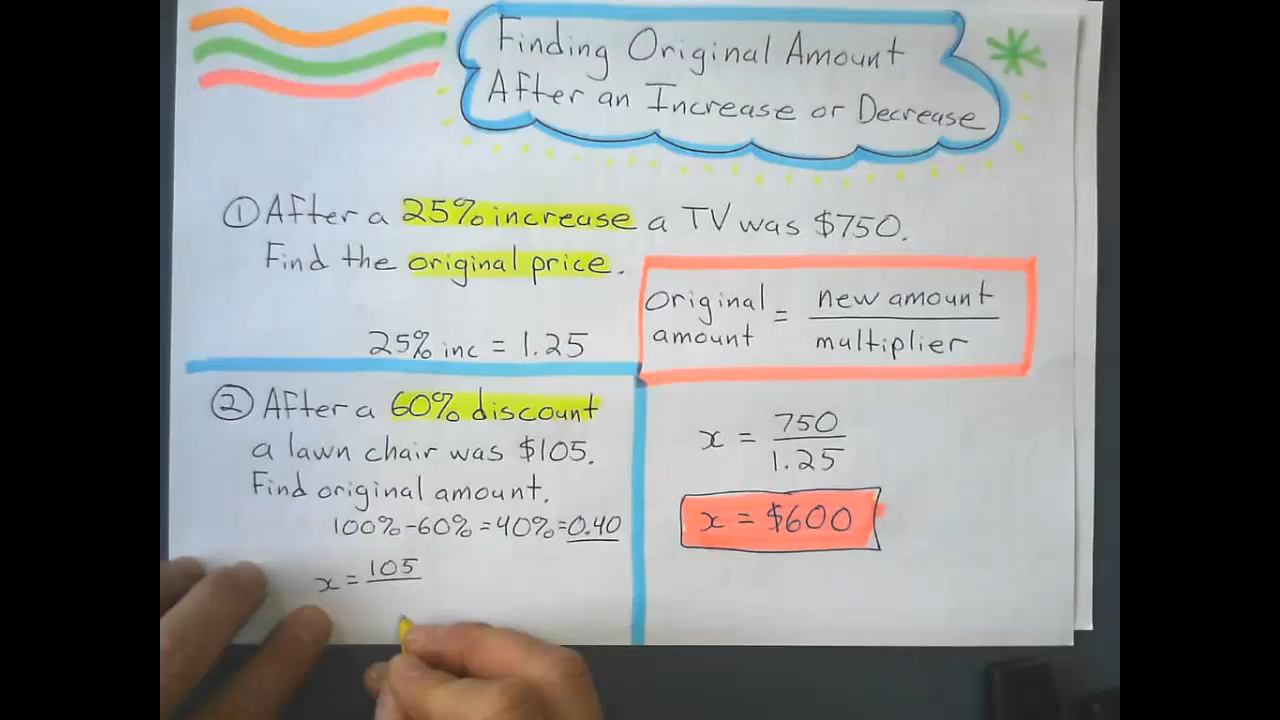 Finding Original Amount
After an Increase or Decrease
① After a 25% increase a TV was $750.
Find the original price.
25% inc = 1.25
Original amount = new amount / multiplier
x = 750 / 1.25
x = $600
② After a 60% discount
a lawn chair was $105.
Find original amount.
100% - 60% = 40% = 0.40
x = 105